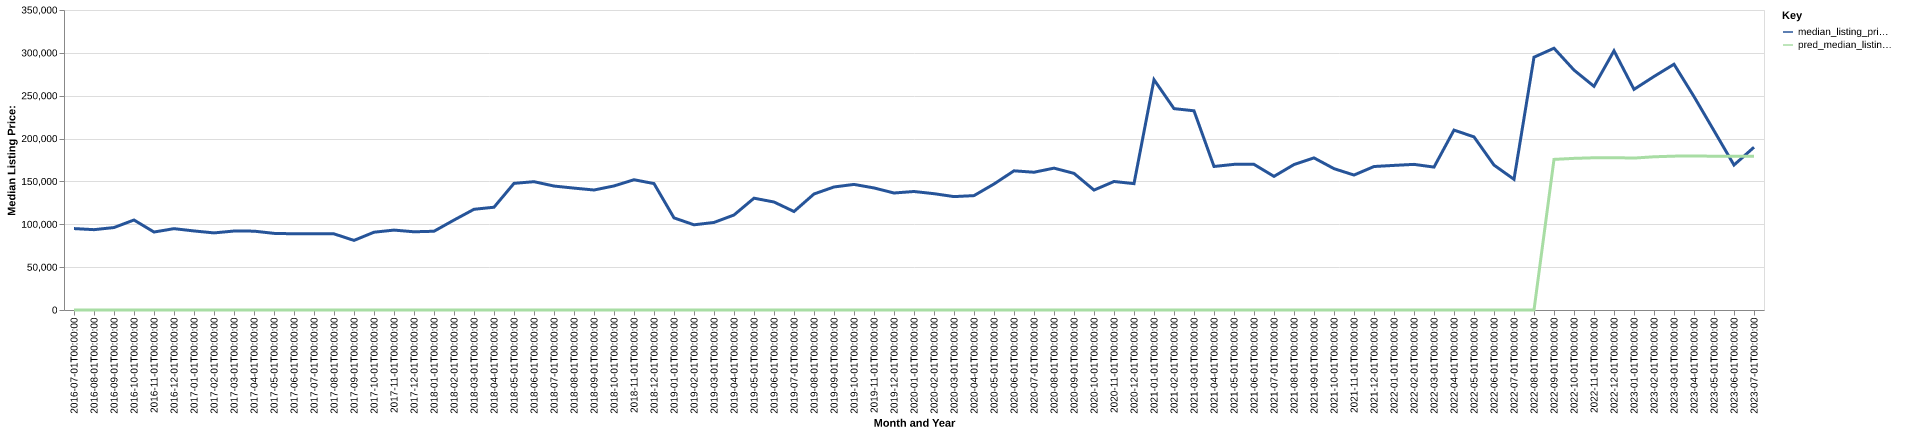 350,000
300,000
250,000
200,000
150,000
100,000
50,000
0
Median Listing Price:
2016-07-01T00:00:00
2016-08-01T00:00:00
2016-09-01T00:00:00
2016-10-01T00:00:00
2016-11-01T00:00:00
2016-12-01T00:00:00
2017-01-01T00:00:00
2017-02-01T00:00:00
2017-03-01T00:00:00
2017-04-01T00:00:00
2017-05-01T00:00:00
2017-06-01T00:00:00
2017-07-01T00:00:00
2017-08-01T00:00:00
2017-09-01T00:00:00
2017-10-01T00:00:00
2017-11-01T00:00:00
2017-12-01T00:00:00
2018-01-01T00:00:00
2018-02-01T00:00:00
2018-03-01T00:00:00
2018-04-01T00:00:00
2018-05-01T00:00:00
2018-06-01T00:00:00
2018-07-01T00:00:00
2018-08-01T00:00:00
2018-09-01T00:00:00
2018-10-01T00:00:00
2018-11-01T00:00:00
2018-12-01T00:00:00
2019-01-01T00:00:00
2019-02-01T00:00:00
2019-03-01T00:00:00
2019-04-01T00:00:00
2019-05-01T00:00:00
2019-06-01T00:00:00
2019-07-01T00:00:00
2019-08-01T00:00:00
2019-09-01T00:00:00
2019-10-01T00:00:00
2019-11-01T00:00:00
2019-12-01T00:00:00
2020-01-01T00:00:00
2020-02-01T00:00:00
2020-03-01T00:00:00
2020-04-01T00:00:00
2020-05-01T00:00:00
2020-06-01T00:00:00
2020-07-01T00:00:00
2020-08-01T00:00:00
2020-09-01T00:00:00
2020-10-01T00:00:00
2020-11-01T00:00:00
2020-12-01T00:00:00
2021-01-01T00:00:00
2021-02-01T00:00:00
2021-03-01T00:00:00
2021-04-01T00:00:00
2021-05-01T00:00:00
2021-06-01T00:00:00
2021-07-01T00:00:00
2021-08-01T00:00:00
2021-09-01T00:00:00
2021-10-01T00:00:00
2021-11-01T00:00:00
2021-12-01T00:00:00
2022-01-01T00:00:00
2022-02-01T00:00:00
2022-03-01T00:00:00
2022-04-01T00:00:00
2022-05-01T00:00:00
2022-06-01T00:00:00
2022-07-01T00:00:00
2022-08-01T00:00:00
2022-09-01T00:00:00
2022-10-01T00:00:00
2022-11-01T00:00:00
2022-12-01T00:00:00
2023-01-01T00:00:00
2023-02-01T00:00:00
2023-03-01T00:00:00
2023-04-01T00:00:00
2023-05-01T00:00:00
2023-06-01T00:00:00
2023-07-01T00:00:00
Month and Year
Key
median_listing_pri…
pred_median_listin…